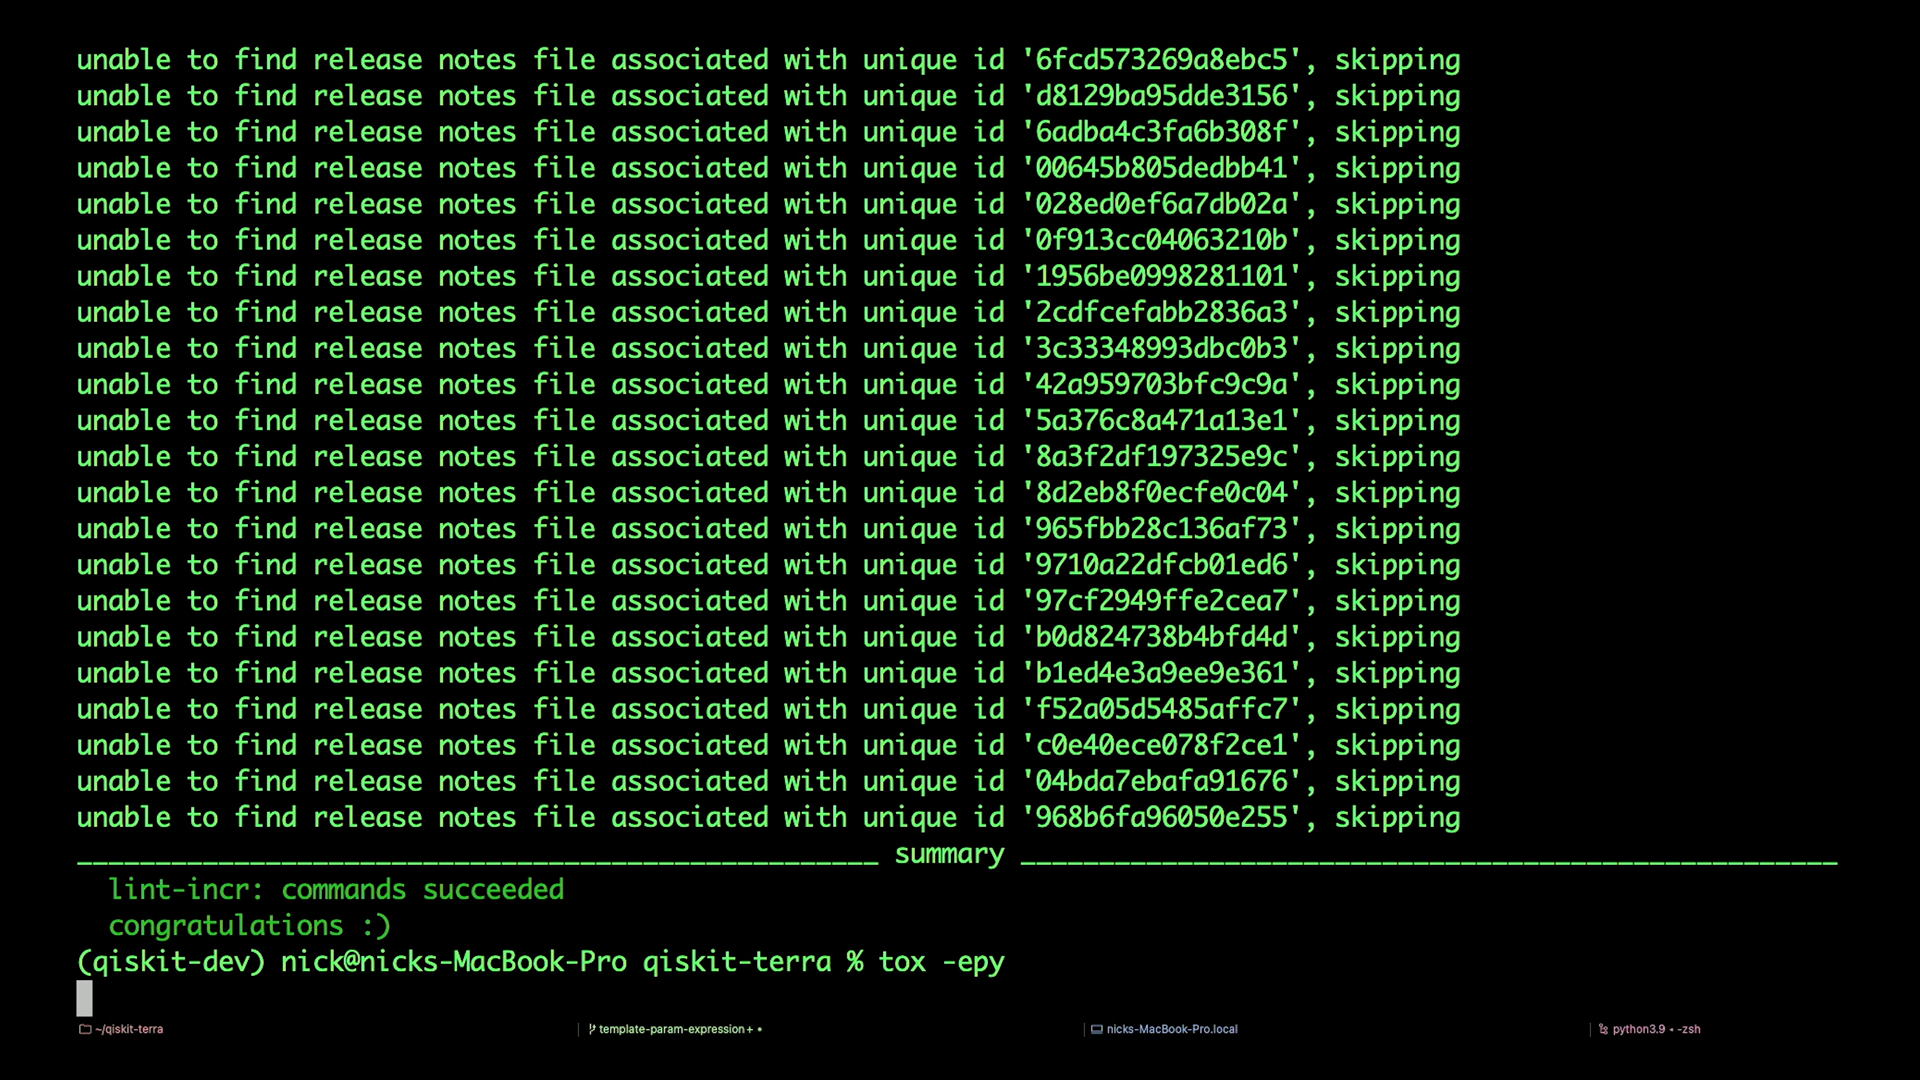 unable to find release notes file associated with unique id '6fcd573269a8ebc5', skipping
unable to find release notes file associated with unique id 'd8129ba95dde3156', skipping
unable to find release notes file associated with unique id '6adba4c3fa6b308f', skipping
unable to find release notes file associated with unique id '00645b805dedbb41', skipping
unable to find release notes file associated with unique id '028ed0ef6a7db02a', skipping
unable to find release notes file associated with unique id '0f913cc04063210b', skipping
unable to find release notes file associated with unique id '1956be0998281101', skipping
unable to find release notes file associated with unique id '2cdfcefabb2836a3', skipping
unable to find release notes file associated with unique id '3c33348993dbc0b3', skipping
unable to find release notes file associated with unique id '42a959703bfc9c9a', skipping
unable to find release notes file associated with unique id '5a376c8a471a13e1', skipping
unable to find release notes file associated with unique id '8a3f2df197325e9c', skipping
unable to find release notes file associated with unique id '8d2eb8f0ecfe0c04', skipping
unable to find release notes file associated with unique id '965fbb28c136af73', skipping
unable to find release notes file associated with unique id '9710a22dfcb01ed6', skipping
unable to find release notes file associated with unique id '97cf2949ffe2cea7', skipping
unable to find release notes file associated with unique id 'b0d824738b4bfd4d', skipping
unable to find release notes file associated with unique id 'b1ed4e3a9ee9e361', skipping
unable to find release notes file associated with unique id 'f52a05d5485affc7', skipping
unable to find release notes file associated with unique id 'c0e40ece078f2ce1', skipping
unable to find release notes file associated with unique id '04bda7ebafa91676', skipping
unable to find release notes file associated with unique id '968b6fa96050e255', skipping
___________________________________________________ summary ____________________________________________________
lint-incr: commands succeeded
congratulations :)
(qiskit-dev) nick@nicks-MacBook-Pro qiskit-terra % tox -epy
~/qiskit-terra
template-param-expression+ •
nicks-MacBook-Pro.local
python3.9 ◂ -zsh